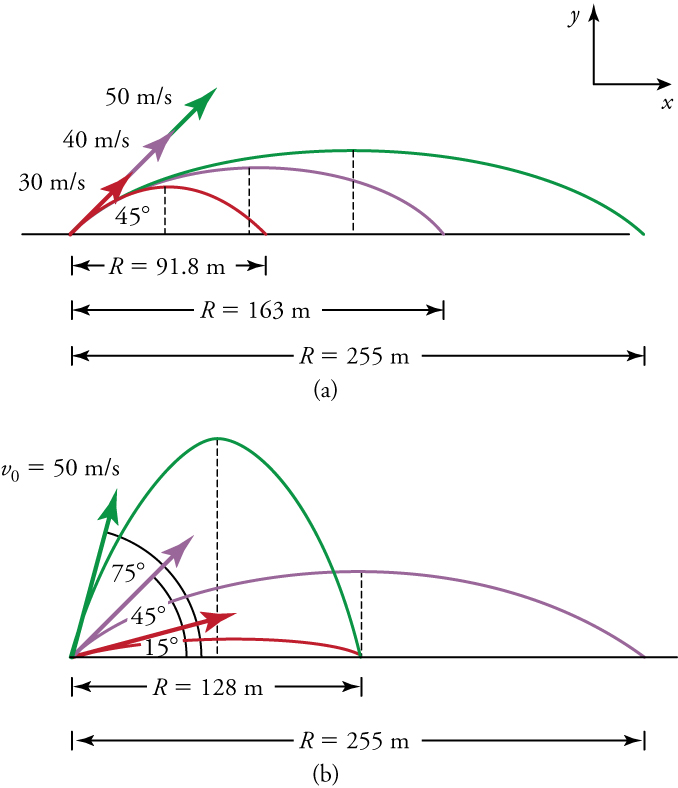 y
x
50 m/s
40 m/s
30 m/s
45°
R = 91.8 m
R = 163 m
R = 255 m
(a)
v₀ = 50 m/s
75°
45°
15°
R = 128 m
R = 255 m
(b)